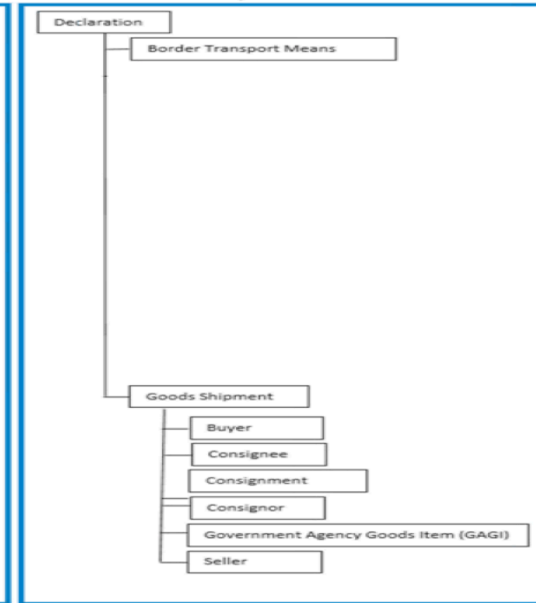 Declaration
Border Transport Means
Goods Shipment
Buyer
Consignee
Consignment
Consignor
Government Agency Goods Item (GAGI)
Seller